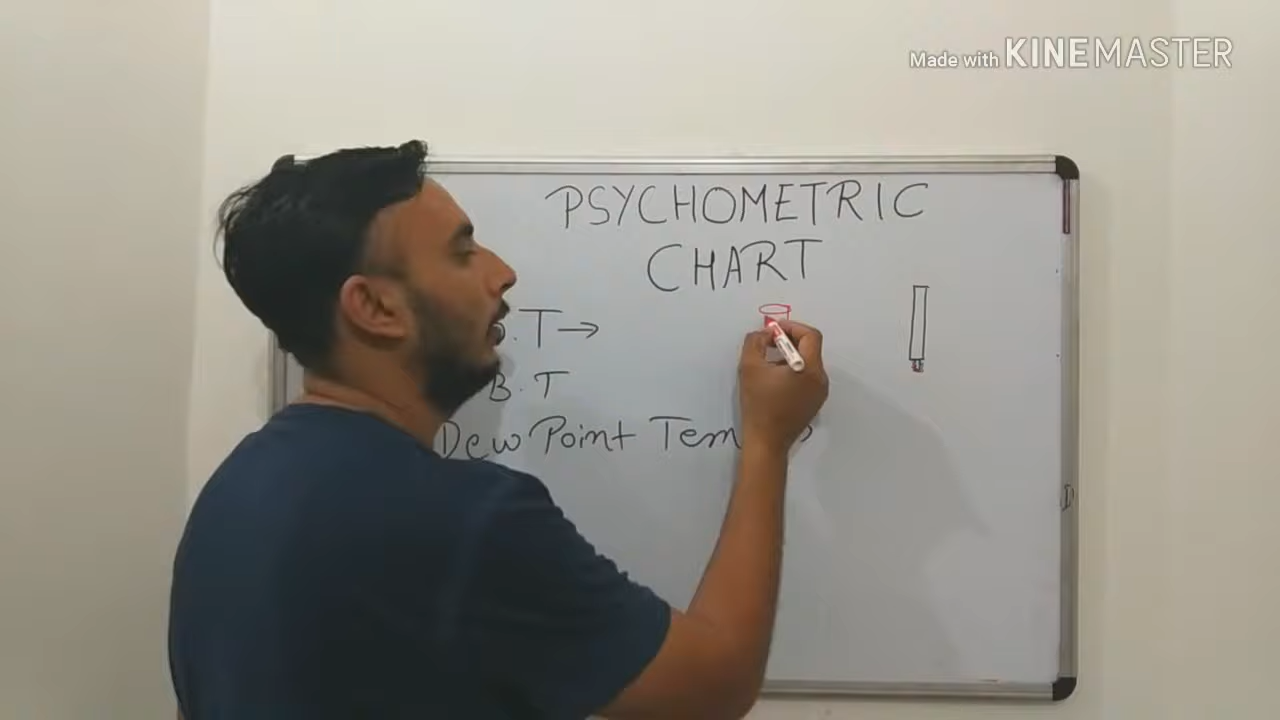 Made with KINEMASTER
PSYCHOMETRIC
CHART
.T→
B.T
Dew Point Tem